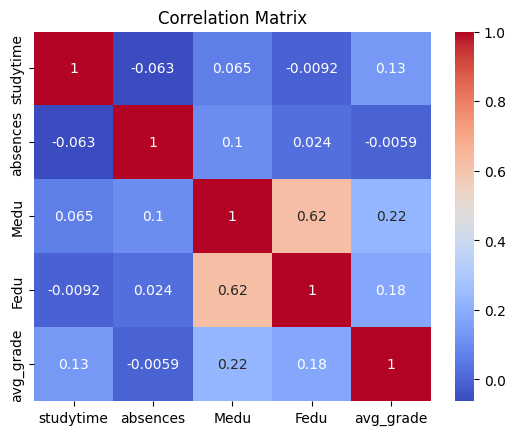 Correlation Matrix
studytime 1 -0.063 0.065 -0.0092 0.13
absences -0.063 1 0.1 0.024 -0.0059
Medu 0.065 0.1 1 0.62 0.22
Fedu -0.0092 0.024 0.62 1 0.18
avg_grade 0.13 -0.0059 0.22 0.18 1
studytime absences Medu Fedu avg_grade
1.0
0.8
0.6
0.4
0.2
0.0